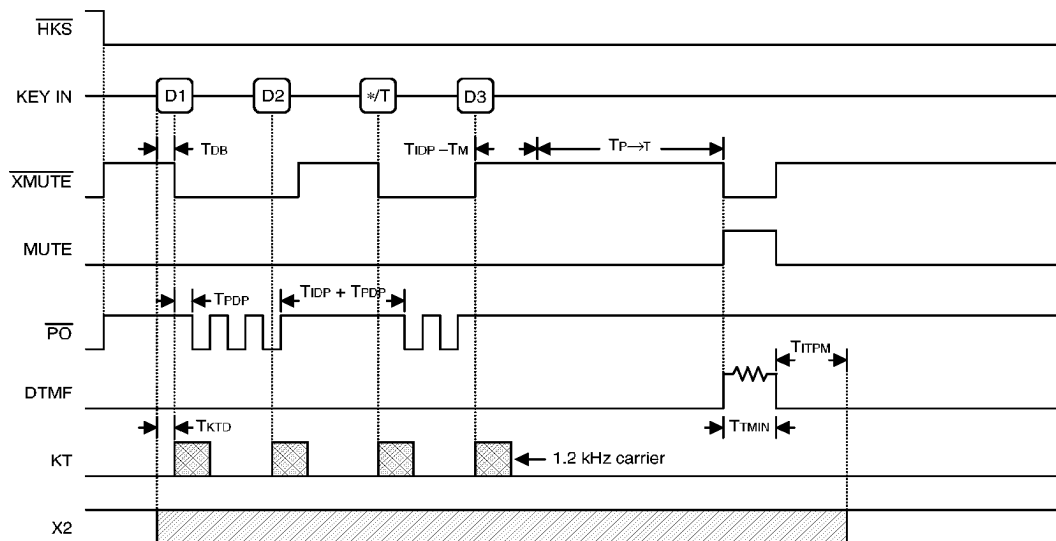 HKS
KEY IN D1 D2 */T D3
TDB TIDP –TM TP→T
XMUTE
MUTE
TPDP TIDP + TPDP
PO
TITPM
DTMF
TKTD TTMIN
KT 1.2 kHz carrier
X2